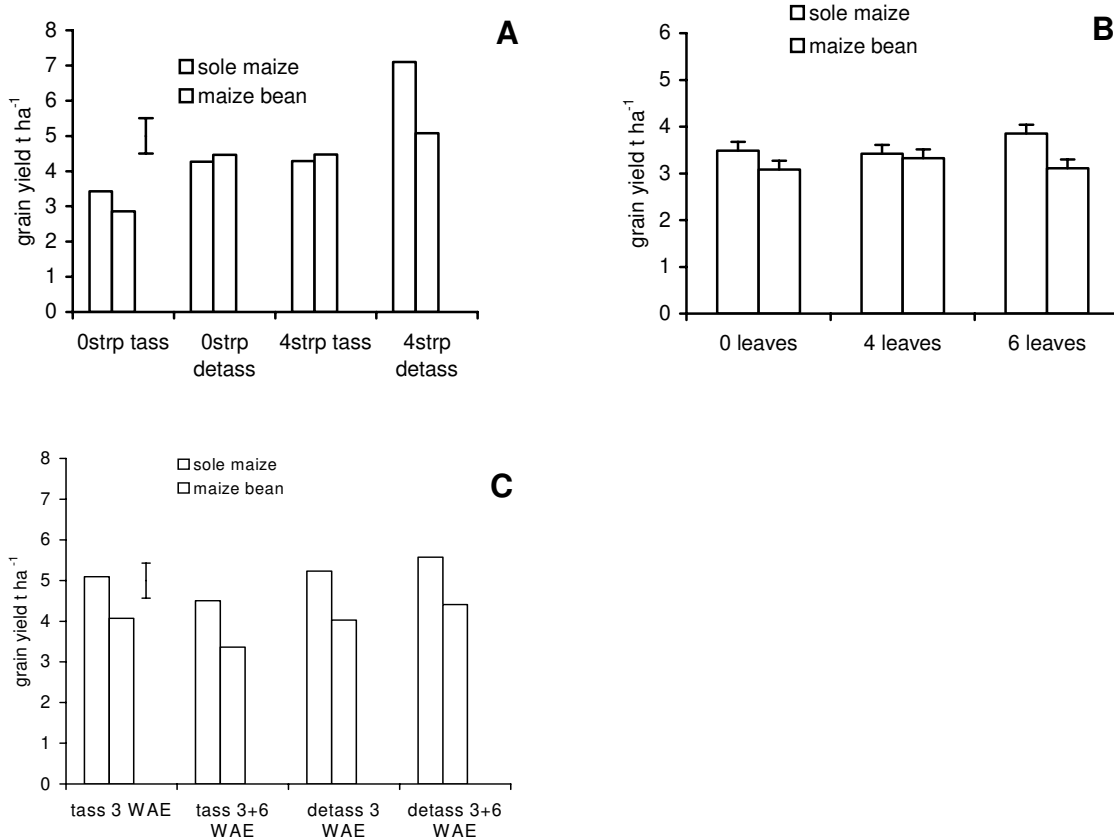 A
grain yield t ha-1
8
7
6
5
4
3
2
1
0
sole maize
maize bean
0strp tass
0strp
detass
4strp tass
4strp
detass
B
grain yield t ha-1
6
5
4
3
2
1
0
sole maize
maize bean
0 leaves
4 leaves
6 leaves
C
grain yield t ha-1
8
7
6
5
4
3
2
1
0
sole maize
maize bean
tass 3 WAE
tass 3+6
WAE
detass 3
WAE
detass 3+6
WAE